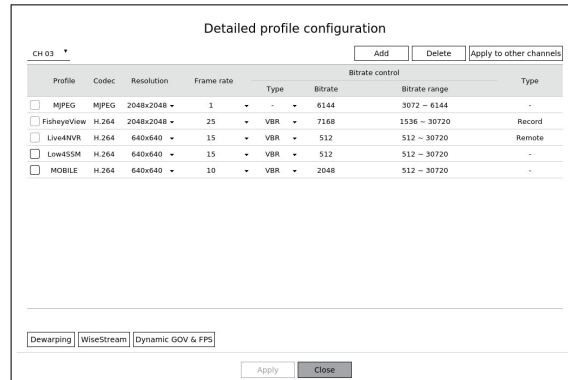 Detailed profile configuration
CH 03 Add Delete Apply to other channels
Profile Codec Resolution Frame rate Bitrate control Type
Type Bitrate Bitrate range
MJPEG MJPEG 2048x2048 1 - 6144 3072 ~ 6144 -
FisheyeView H.264 2048x2048 25 VBR 7168 1536 ~ 30720 Record
Live4NVR H.264 640x640 15 VBR 512 512 ~ 30720 Remote
Low4SSM H.264 640x640 15 VBR 512 512 ~ 30720 -
MOBILE H.264 640x640 10 VBR 2048 512 ~ 30720 -
Dewarping WiseStream Dynamic GOV & FPS
Apply Close